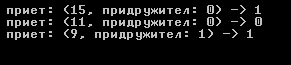 приет: (15, придружител: 0) -> 1
приет: (11, придружител: 0) -> 0
приет: (9, придружител: 1) -> 1